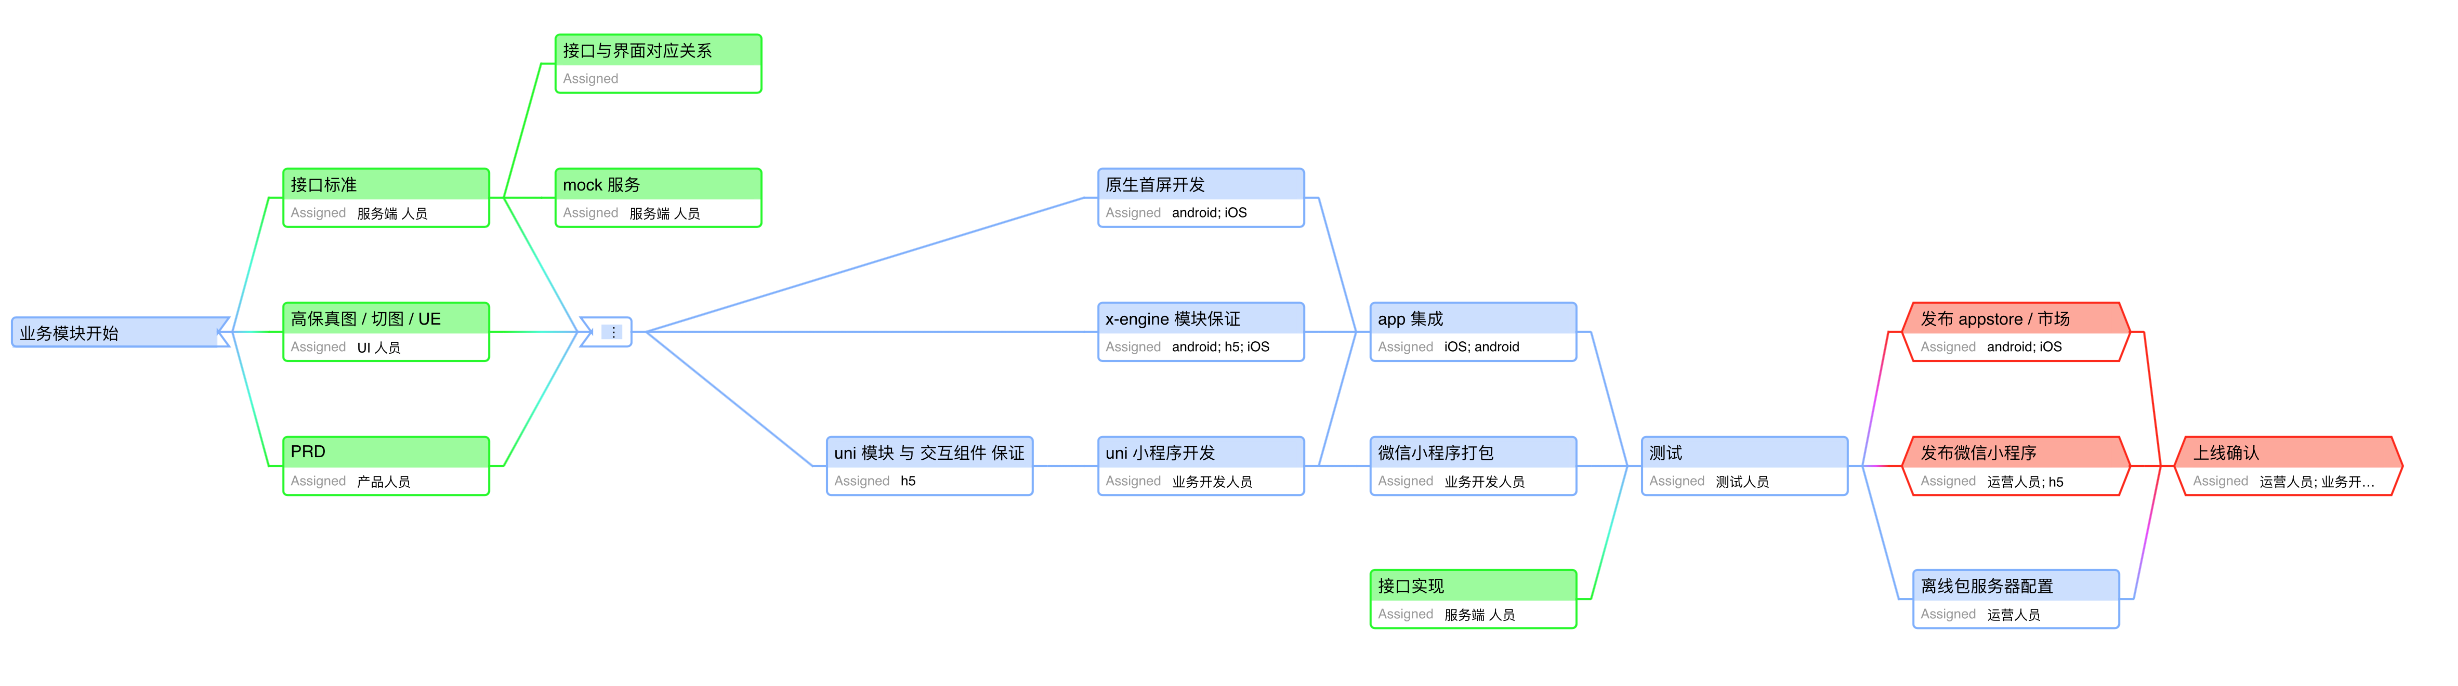 接口与界面对应关系
Assigned
接口标准
Assigned 服务端 人员
mock 服务
Assigned 服务端 人员
原生首屏开发
Assigned android; iOS
业务模块开始
高保真图 / 切图 / UE
Assigned UI 人员
⋮
x-engine 模块保证
Assigned android; h5; iOS
app 集成
Assigned iOS; android
发布 appstore / 市场
Assigned android; iOS
PRD
Assigned 产品人员
uni 模块 与 交互组件 保证
Assigned h5
uni 小程序开发
Assigned 业务开发人员
微信小程序打包
Assigned 业务开发人员
测试
Assigned 测试人员
发布微信小程序
Assigned 运营人员; h5
上线确认
Assigned 运营人员; 业务开…
接口实现
Assigned 服务端 人员
离线包服务器配置
Assigned 运营人员